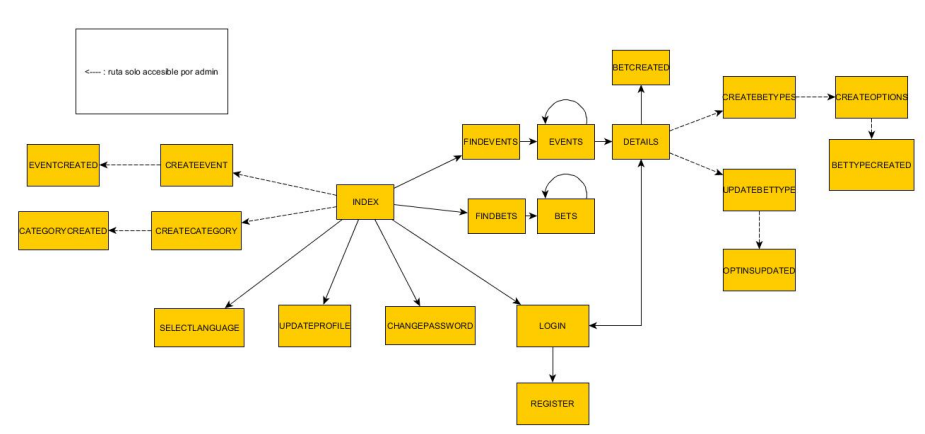 <---- : ruta solo accesible por admin
BETCREATED
CREATEBETYPES
CREATEOPTIONS
FINDEVENTS
EVENTS
DETAILS
BETTYPECREATED
EVENTCREATED
CREATEEVENT
INDEX
UPDATEBETTYPE
CATEGORYCREATED
CREATECATEGORY
FINDBETS
BETS
OPTINSUPDATED
SELECTLANGUAGE
UPDATEPROFILE
CHANGEPASSWORD
LOGIN
REGISTER